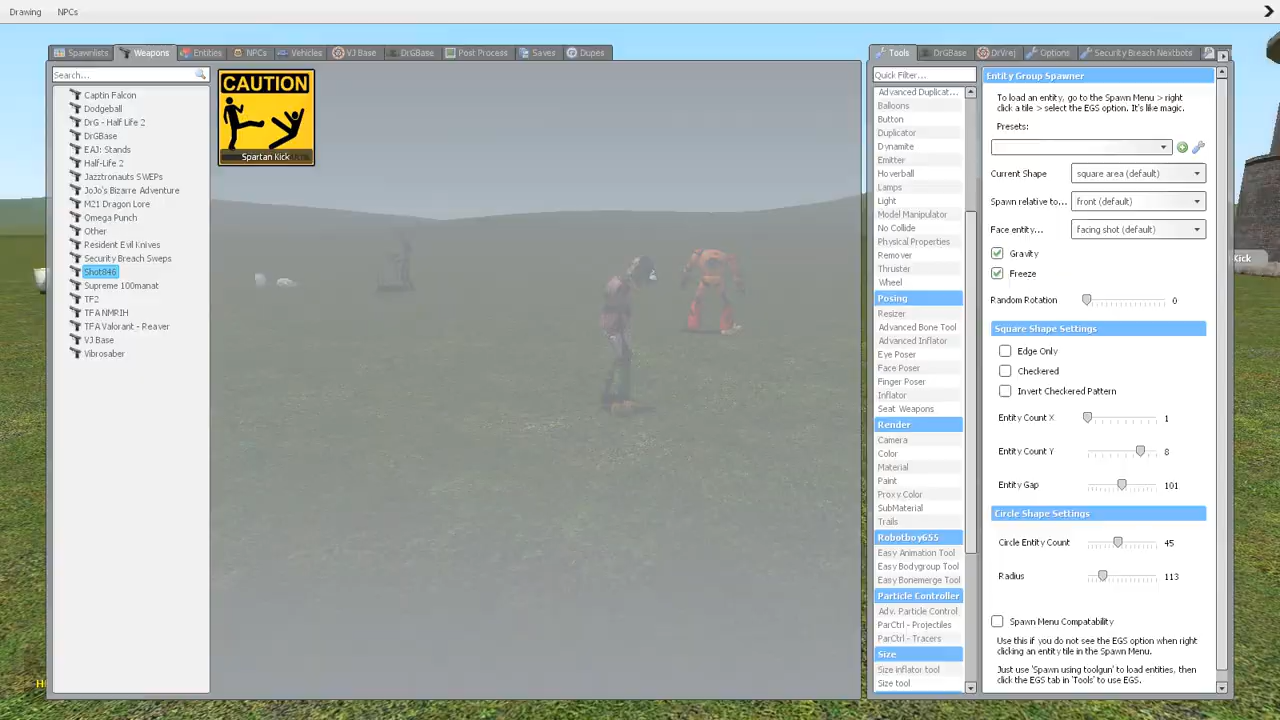 Drawing NPCs
Spawnlists Weapons Entities NPCs Vehicles VJ Base DrGBase Post Process Saves Dupes
Search...
Captin Falcon
Dodgeball
DrG - Half Life 2
DrGBase
EAJ: Stands
Half-Life 2
Jazztronauts SWEPs
JoJo's Bizarre Adventure
M21 Dragon Lore
Omega Punch
Other
Resident Evil Knives
Security Breach Sweps
Shot846
Supreme 100manat
TF2
TFA NMRIH
TFA Valorant - Reaver
VJ Base
Vibrosaber
CAUTION
Spartan Kick
Tools DrGBase DrVrej Options Security Breach Nextbots
Quick Filter...
Advanced Duplicat...
Balloons
Button
Duplicator
Dynamite
Emitter
Hoverball
Lamps
Light
Model Manipulator
No Collide
Physical Properties
Remover
Thruster
Wheel
Posing
Resizer
Advanced Bone Tool
Advanced Inflator
Eye Poser
Face Poser
Finger Poser
Inflator
Seat Weapons
Render
Camera
Color
Material
Paint
Proxy Color
SubMaterial
Trails
Robotboy655
Easy Animation Tool
Easy Bodygroup Tool
Easy Bonemerge Tool
Particle Controller
Adv. Particle Control
ParCtrl - Projectiles
ParCtrl - Tracers
Size
Size inflator tool
Size tool
Entity Group Spawner
To load an entity, go to the Spawn Menu > right
click a tile > select the EGS option. It's like magic.
Presets:
Current Shape square area (default)
Spawn relative to... front (default)
Face entity... facing shot (default)
Gravity
Freeze
Random Rotation 0
Square Shape Settings
Edge Only
Checkered
Invert Checkered Pattern
Entity Count X 1
Entity Count Y 8
Entity Gap 101
Circle Shape Settings
Circle Entity Count 45
Radius 113
Spawn Menu Compatability
Use this if you do not see the EGS option when right
clicking an entity tile in the Spawn Menu.
Just use 'Spawn using toolgun' to load entities, then
click the EGS tab in 'Tools' to use EGS.
Kick